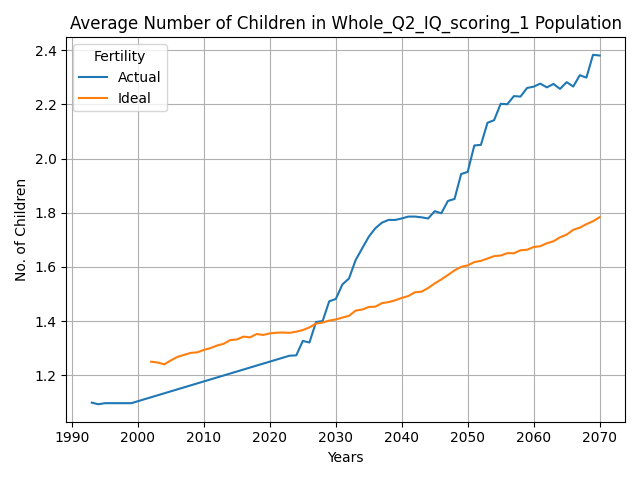 Average Number of Children in Whole_Q2_IQ_scoring_1 Population
Fertility
Actual
Ideal
No. of Children
2.4
2.2
2.0
1.8
1.6
1.4
1.2
1990 2000 2010 2020 2030 2040 2050 2060 2070
Years